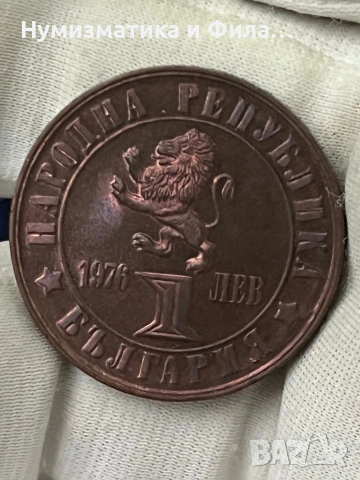 Нумизматика и Фила...
НАРОДНА РЕПУБЛИКА
1976
1
ЛЕВ
БЪЛГАРИЯ
BAZAR